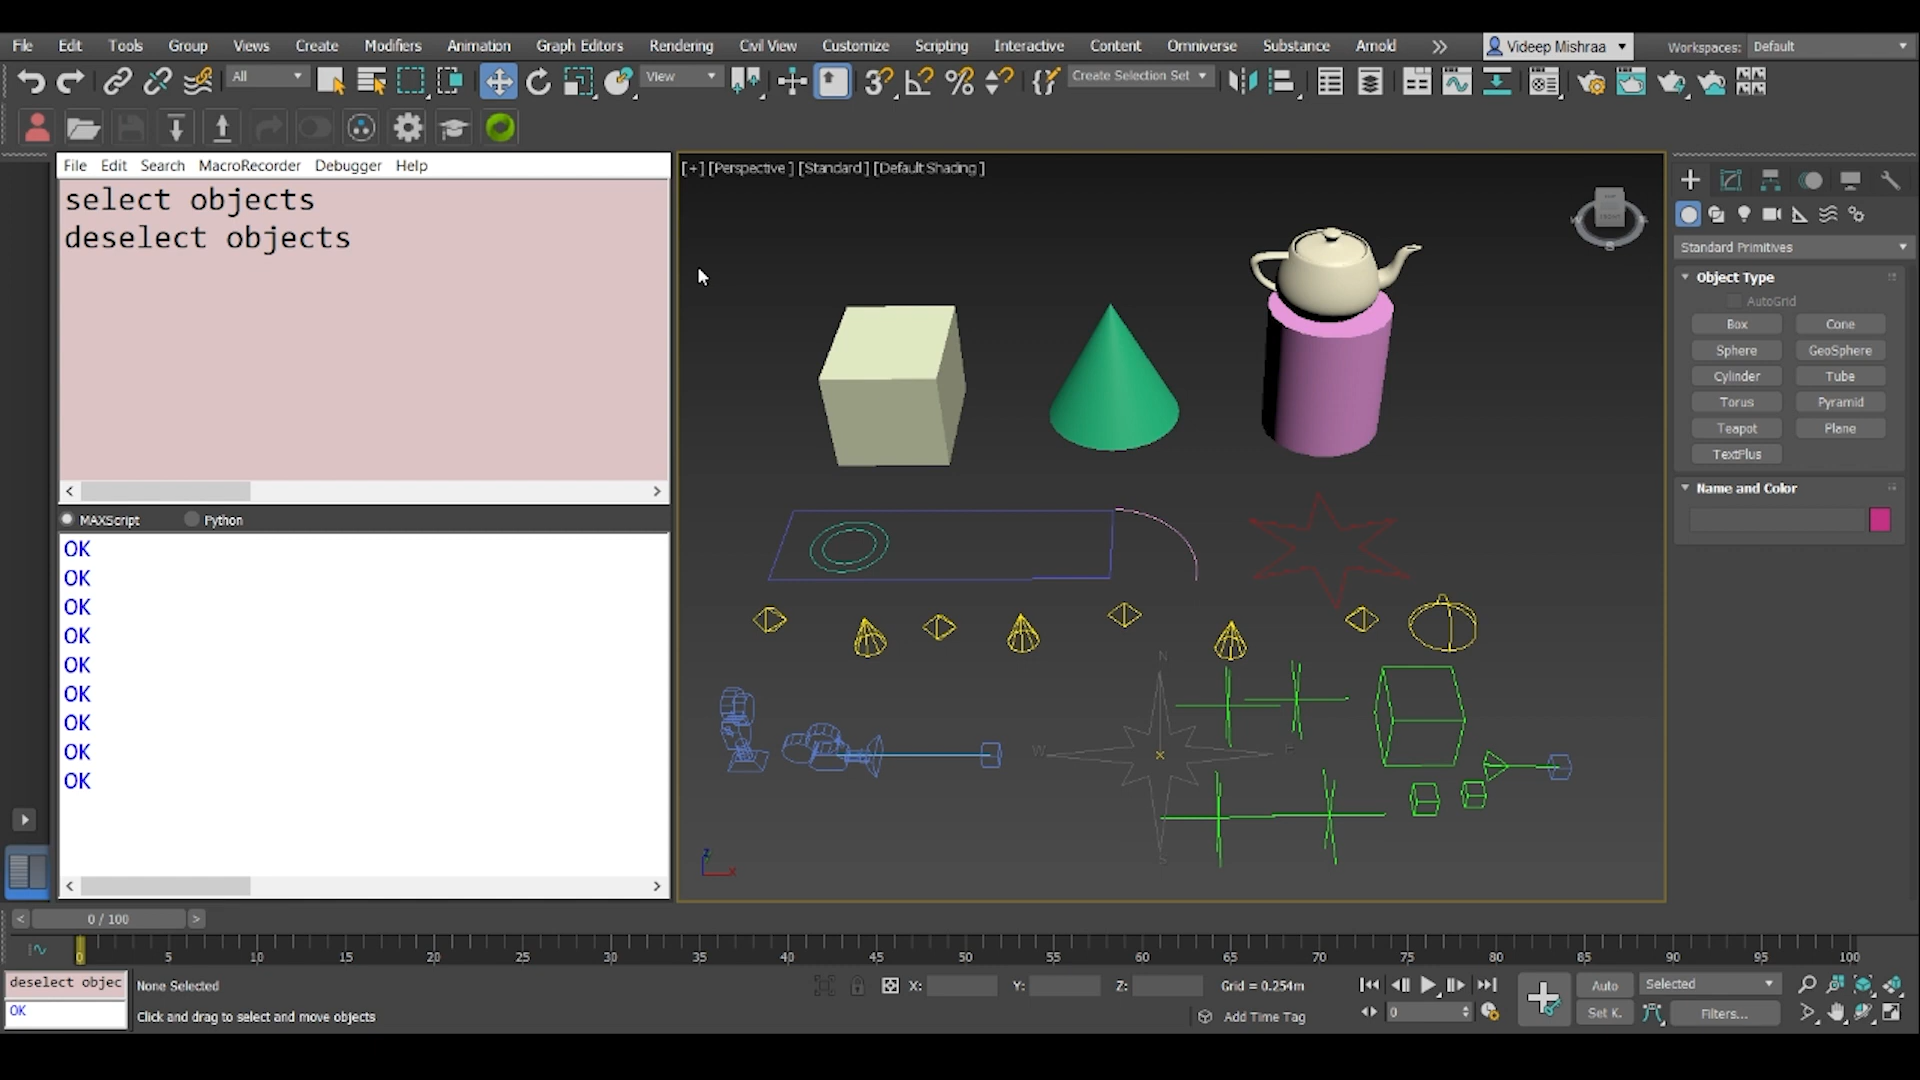 File Edit Tools Group Views Create Modifiers Animation Graph Editors Rendering Civil View Customize Scripting Interactive Content Omniverse Substance Arnold Videep Mishraa Workspaces: Default
All View Create Selection Set
File Edit Search MacroRecorder Debugger Help
select objects
deselect objects
MAXScript Python
OK
OK
OK
OK
OK
OK
OK
OK
OK
[+] [Perspective ] [Standard ] [Default Shading ]
N
W
S
z
x
Standard Primitives
Object Type
AutoGrid
Box Cone
Sphere GeoSphere
Cylinder Tube
Torus Pyramid
Teapot Plane
TextPlus
Name and Color
< 0 / 100 >
0 5 10 15 20 25 30 35 40 45 50 55 60 65 70 75 80 85 90 95 100
deselect objec None Selected X: Y: Z: Grid = 0.254m Auto Selected
OK Click and drag to select and move objects Add Time Tag 0 Set K. Filters...